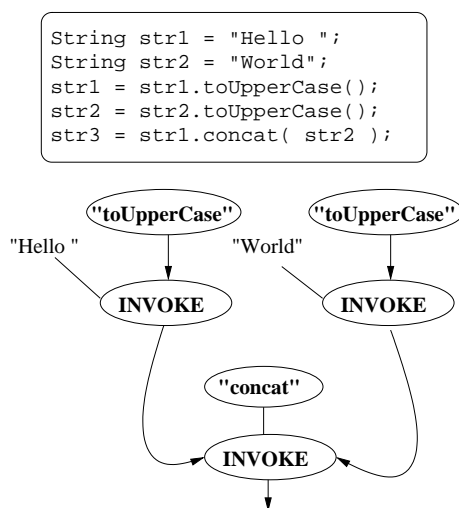 String str1 = "Hello ";
String str2 = "World";
str1 = str1.toUpperCase();
str2 = str2.toUpperCase();
str3 = str1.concat( str2 );
"toUpperCase"
"toUpperCase"
"Hello "
"World"
INVOKE
INVOKE
"concat"
INVOKE